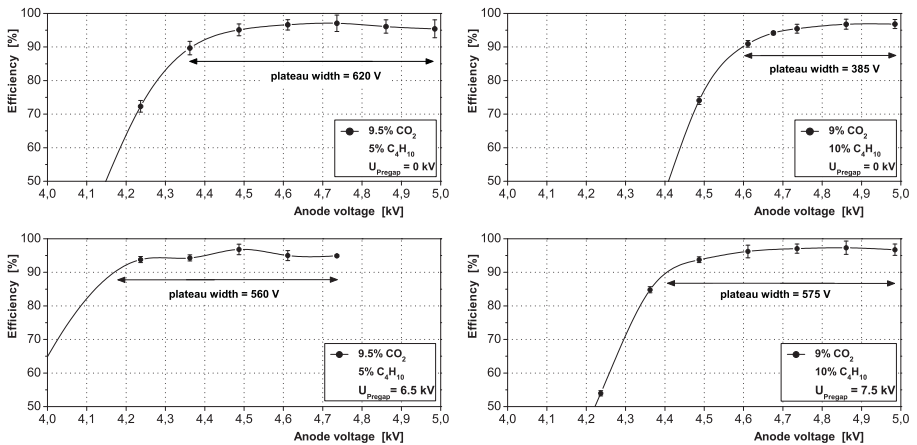 Efficiency [%]
100
90
80
70
60
50
plateau width = 620 V
9.5% CO2
5% C4H10
UPregap = 0 kV
4,0 4,1 4,2 4,3 4,4 4,5 4,6 4,7 4,8 4,9 5,0
Anode voltage [kV]
Efficiency [%]
100
90
80
70
60
50
plateau width = 385 V
9% CO2
10% C4H10
UPregap = 0 kV
4,0 4,1 4,2 4,3 4,4 4,5 4,6 4,7 4,8 4,9 5,0
Anode voltage [kV]
Efficiency [%]
100
90
80
70
60
50
plateau width = 560 V
9.5% CO2
5% C4H10
UPregap = 6.5 kV
4,0 4,1 4,2 4,3 4,4 4,5 4,6 4,7 4,8 4,9 5,0
Anode voltage [kV]
Efficiency [%]
100
90
80
70
60
50
plateau width = 575 V
9% CO2
10% C4H10
UPregap = 7.5 kV
4,0 4,1 4,2 4,3 4,4 4,5 4,6 4,7 4,8 4,9 5,0
Anode voltage [kV]